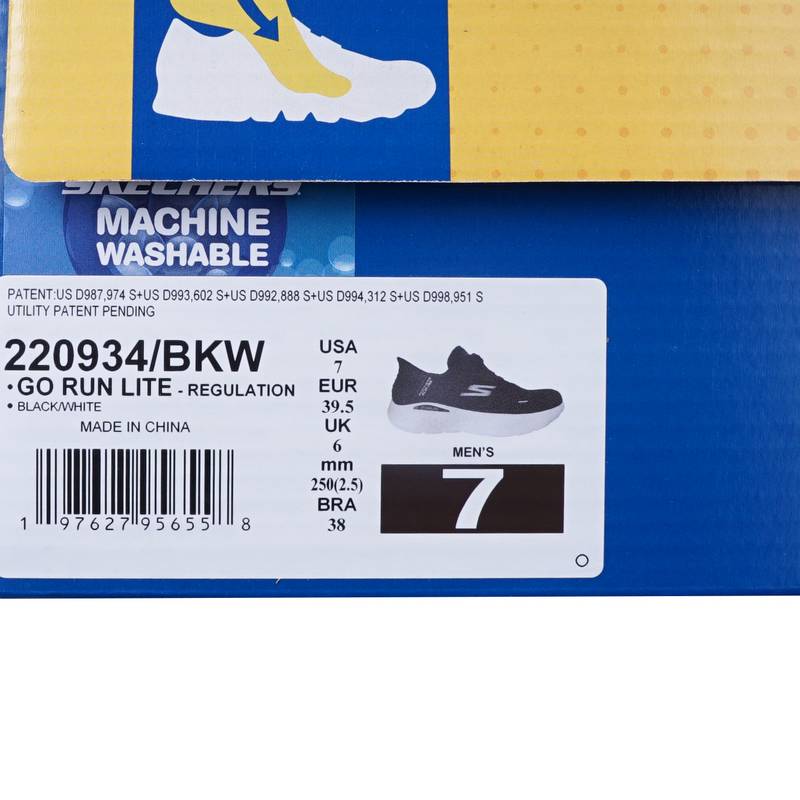 SKECHERS
MACHINE
WASHABLE
PATENT:US D987,974 S+US D993,602 S+US D992,888 S+US D994,312 S+US D998,951 S
UTILITY PATENT PENDING
220934/BKW
•GO RUN LITE - REGULATION
• BLACK/WHITE
MADE IN CHINA
1 97627 95655 8
USA
7
EUR
39.5
UK
6
mm
250(2.5)
BRA
38
S
MEN'S
7